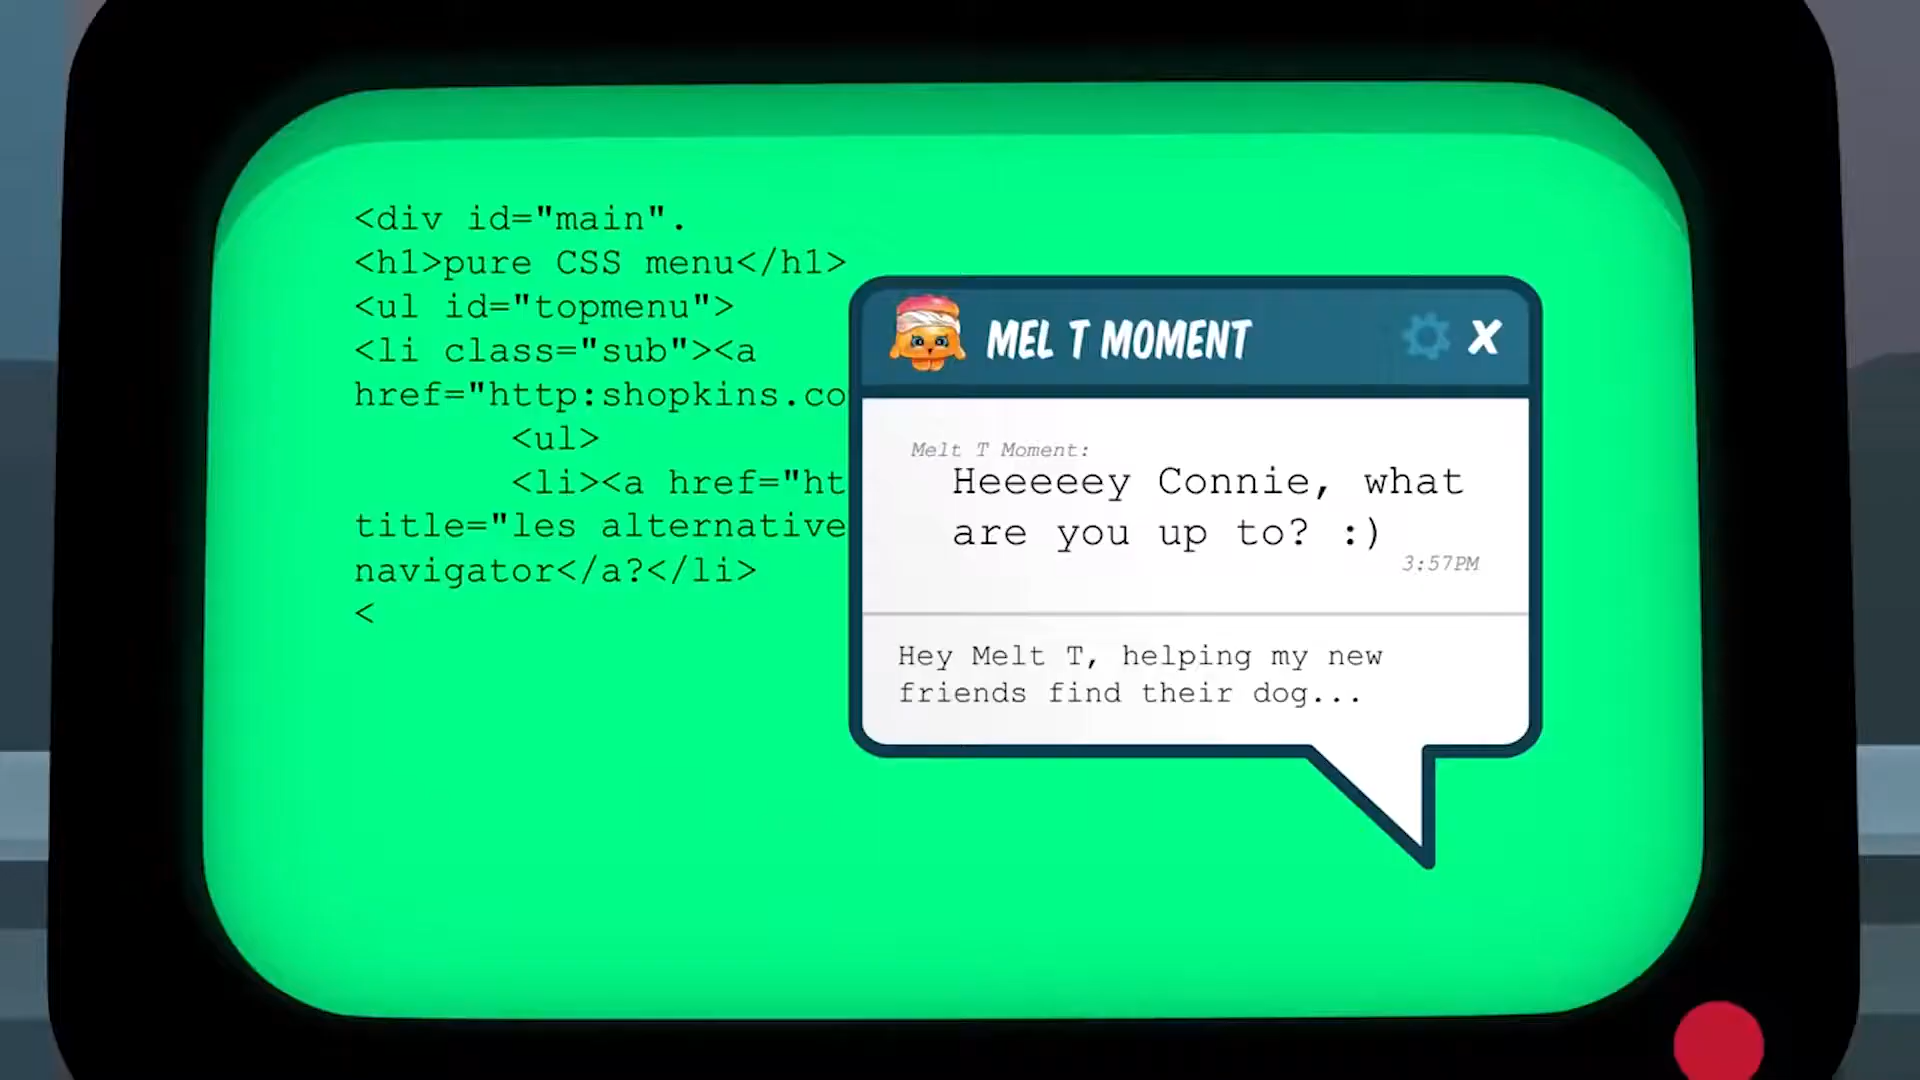 <div id="main".
<h1>pure CSS menu</h1>
<ul id="topmenu">
<li class="sub"><a
href="http:shopkins.co
<ul>
<li><a href="ht
title="les alternative
navigator</a?</li>
<
MEL T MOMENT
X
Melt T Moment:
Heeeeey Connie, what
are you up to? :)
3:57PM
Hey Melt T, helping my new
friends find their dog...